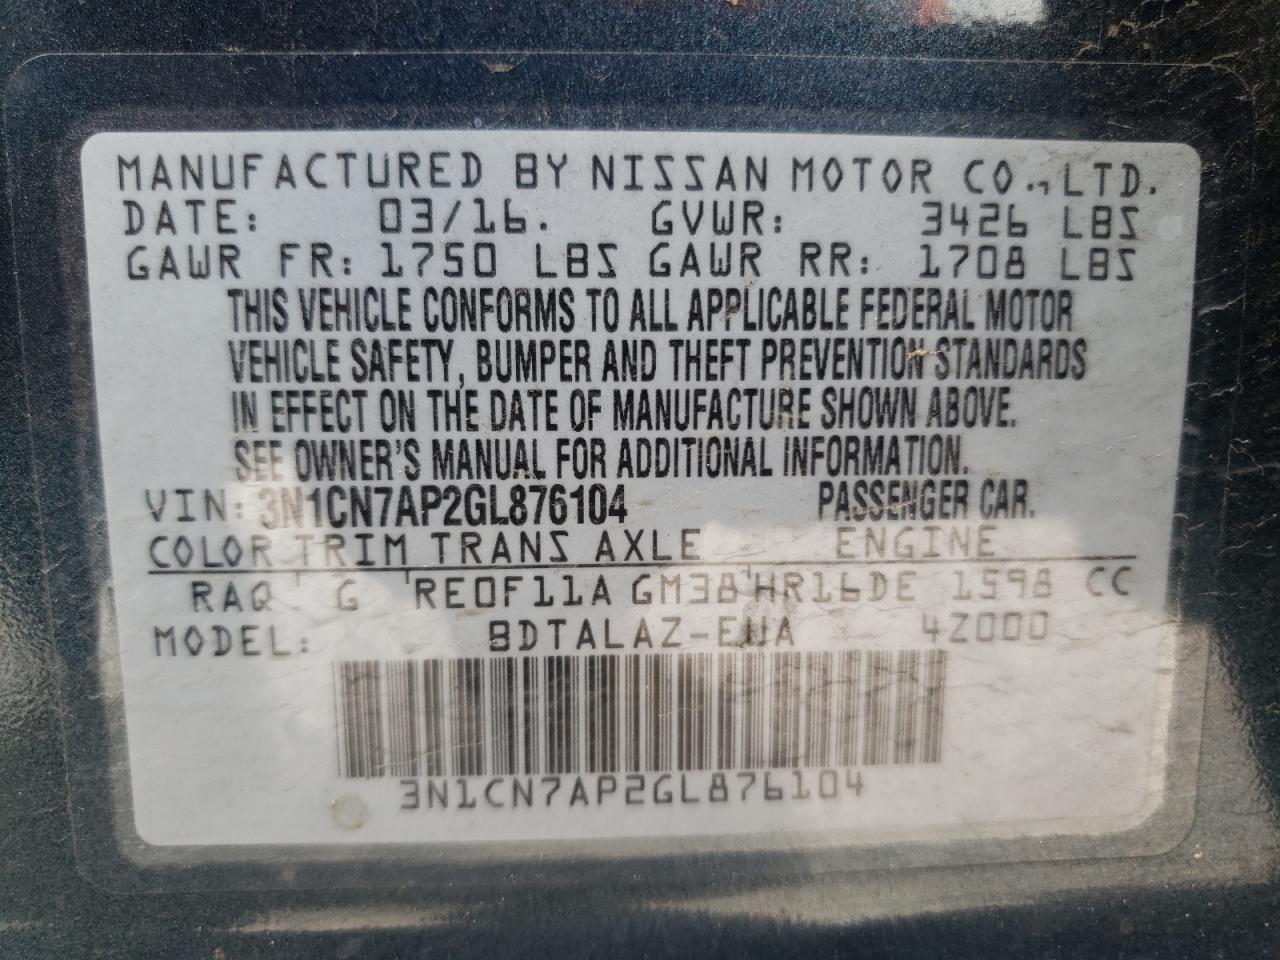 MANUFACTURED BY NISSAN MOTOR CO., LTD.
DATE: 03/16. GVWR: 3426 LBS
GAWR FR: 1750 LBS GAWR RR: 1708 LBS
THIS VEHICLE CONFORMS TO ALL APPLICABLE FEDERAL MOTOR
VEHICLE SAFETY, BUMPER AND THEFT PREVENTION STANDARDS
IN EFFECT ON THE DATE OF MANUFACTURE SHOWN ABOVE.
SEE OWNER'S MANUAL FOR ADDITIONAL INFORMATION.
VIN: 3N1CN7AP2GL876104 PASSENGER CAR.
COLOR TRIM TRANS AXLE ENGINE
RAQ G RE0F11A GM38 HR16DE 1598 CC
MODEL: BDTALAZ-EUA 4Z000
3N1CN7AP2GL876104